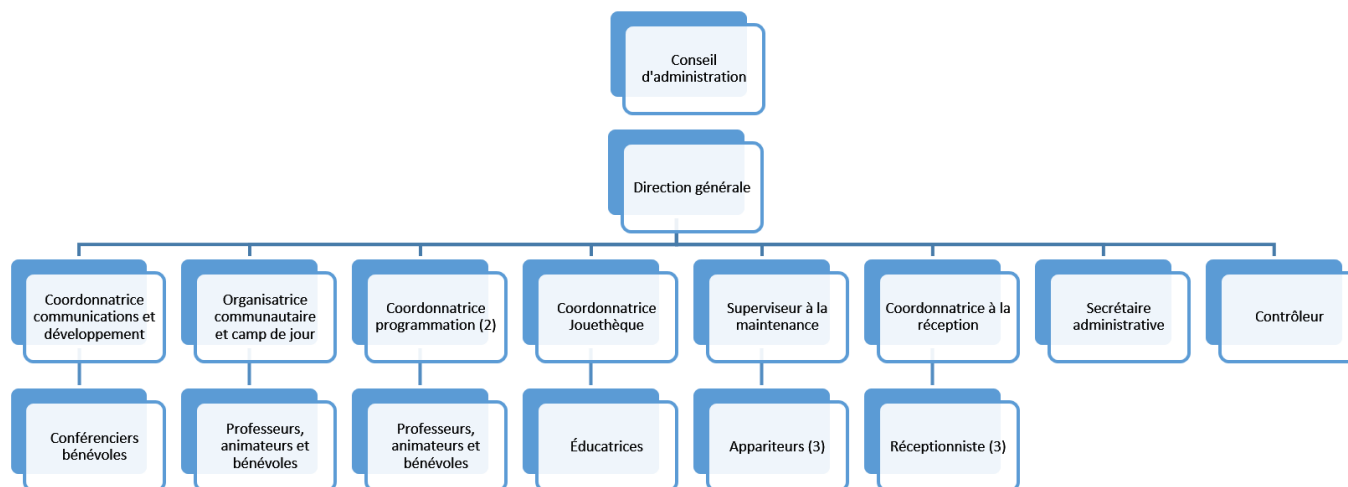 Conseil
d'administration
Direction générale
Coordonnatrice
communications et
développement
Organisatrice
communautaire
et camp de jour
Coordonnatrice
programmation (2)
Coordonnatrice
Jouethèque
Superviseur à la
maintenance
Coordonnatrice à la
réception
Secrétaire
administrative
Contrôleur
Conférenciers
bénévoles
Professeurs,
animateurs et
bénévoles
Professeurs,
animateurs et
bénévoles
Éducatrices
Appariteurs (3)
Réceptionniste (3)